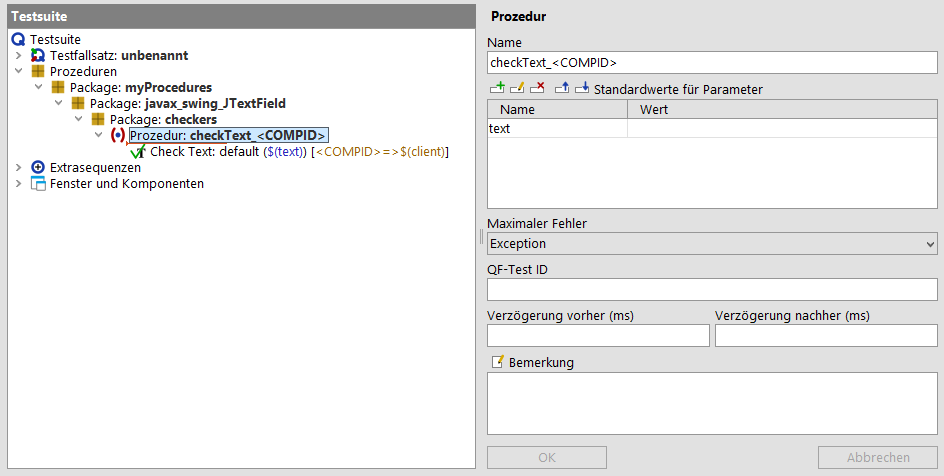 Testsuite
Testsuite
Testfallsatz: unbenannt
Prozeduren
Package: myProcedures
Package: javax_swing_JTextField
Package: checkers
Prozedur: checkText_<COMPID>
Check Text: default ($(text)) [<COMPID>=>$(client)]
Extrasequenzen
Fenster und Komponenten
Prozedur
Name
checkText_<COMPID>
Standardwerte für Parameter
Name Wert
text
Maximaler Fehler
Exception
QF-Test ID
Verzögerung vorher (ms) Verzögerung nachher (ms)
Bemerkung
OK Abbrechen